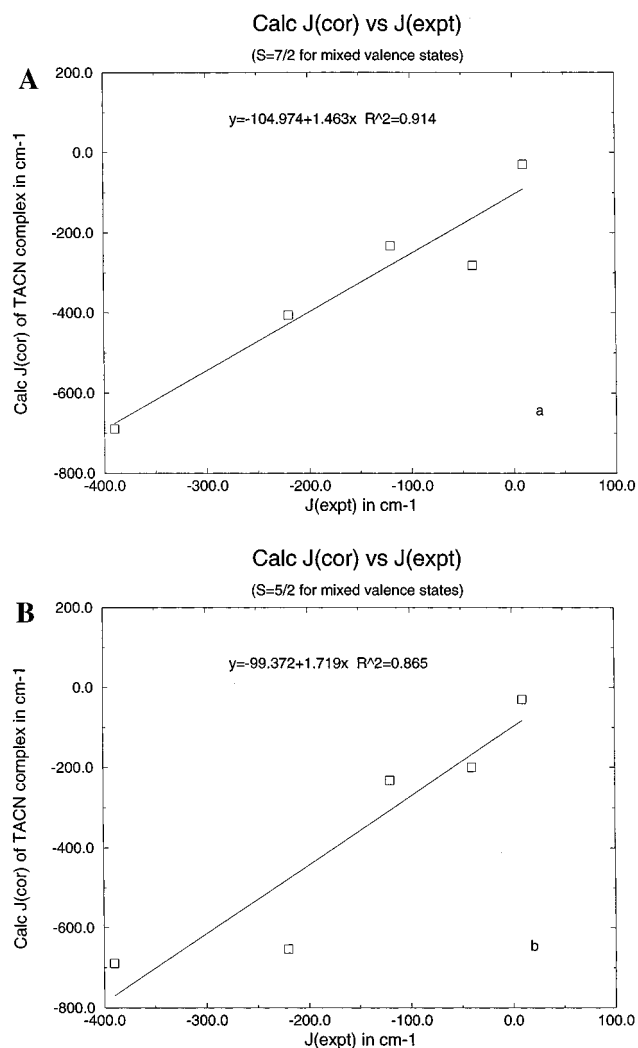 Calc J(cor) vs J(expt)
(S=7/2 for mixed valence states)
A
200.0
y=-104.974+1.463x R^2=0.914
0.0
-200.0
-400.0
-600.0
-800.0
Calc J(cor) of TACN complex in cm-1
a
-400.0 -300.0 -200.0 -100.0 0.0 100.0
J(expt) in cm-1
Calc J(cor) vs J(expt)
(S=5/2 for mixed valence states)
B
200.0
y=-99.372+1.719x R^2=0.865
0.0
-200.0
-400.0
-600.0
-800.0
Calc J(cor) of TACN complex in cm-1
b
-400.0 -300.0 -200.0 -100.0 0.0 100.0
J(expt) in cm-1